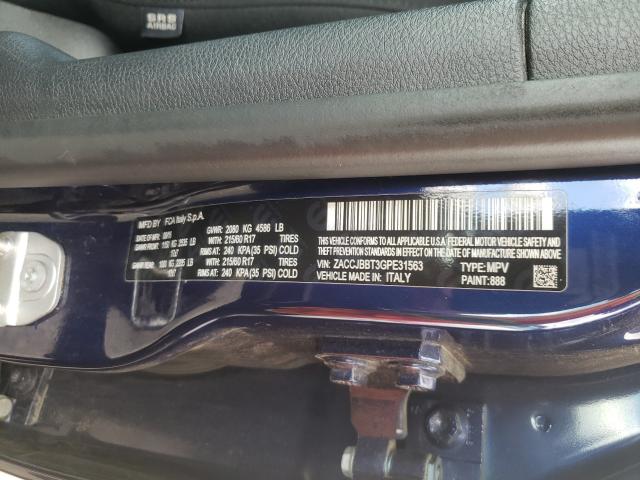 SRS
AIRBAG
MFD BY FCA Italy S.p.A.
GVWR: 2080 KG 4586 LB
WITH 215/60 R17 TIRES
RIMS AT: 240 KPA(35 PSI) COLD
WITH 215/60 R17 TIRES
RIMS AT: 240 KPA(35 PSI) COLD
THIS VEHICLE CONFORMS TO ALL APPLICABLE U.S.A. FEDERAL MOTOR VEHICLE SAFETY,
BUMPER, AND THEFT PREVENTION STANDARDS IN EFFECT ON THE DATE OF MANUFACTURE SHOWN ABOVE.
VIN: ZACCJBBT3GPE31563 TYPE: MPV
VEHICLE MADE IN: ITALY PAINT: 888